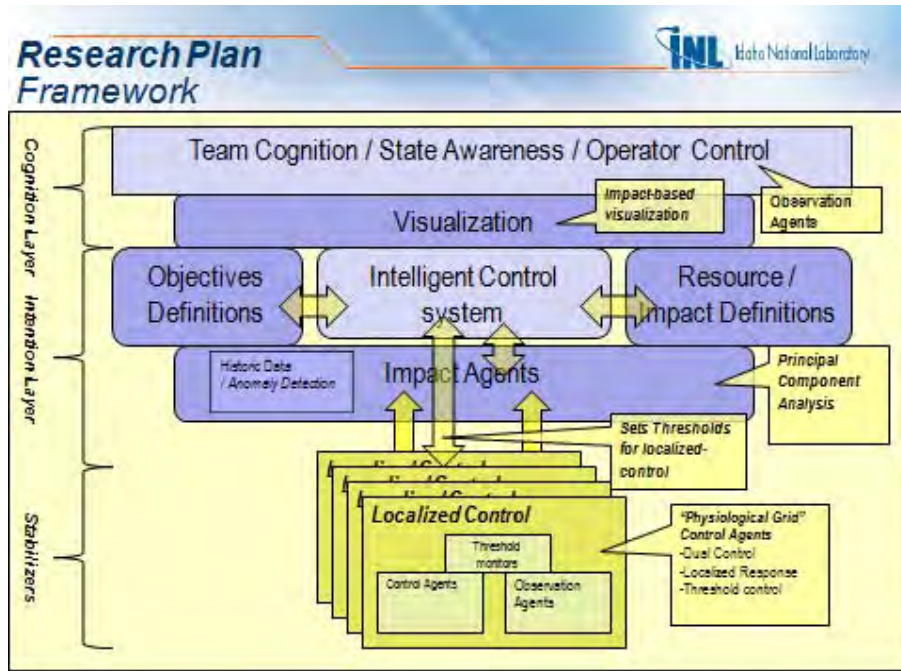 Research Plan
Framework
INL Idaho National Laboratory
Cognition Layer
Intention Layer
Stabilizers
Team Cognition / State Awareness / Operator Control
Impact-based
visualization
Observation
Agents
Visualization
Objectives
Definitions
Intelligent Control
system
Resource /
Impact Definitions
Historic Data
/ Anomely Detection
Impact Agents
Principal
Component
Analysis
Sets Thresholds
for localized-
control
Localized Control
"Physiological Grid"
Control Agents
-Dual Control
-Localized Response
-Threshold control
Threshold
monitors
Control Agents
Observation
Agents